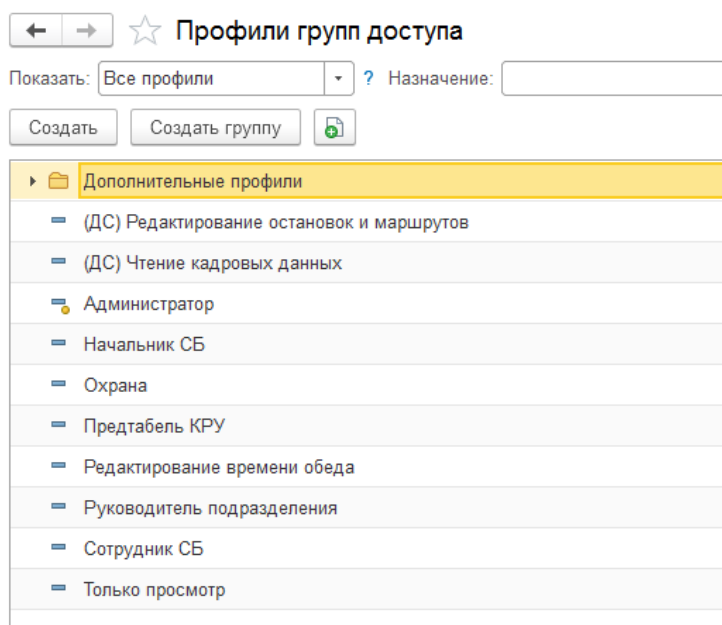 Профили групп доступа
Показать: Все профили ? Назначение:
Создать Создать группу
Дополнительные профили
(ДС) Редактирование остановок и маршрутов
(ДС) Чтение кадровых данных
Администратор
Начальник СБ
Охрана
Предтабель КРУ
Редактирование времени обеда
Руководитель подразделения
Сотрудник СБ
Только просмотр